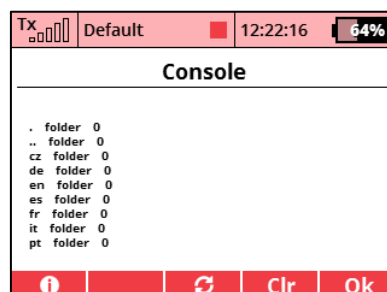 Tx Default 12:22:16 64%
Console
. folder 0
.. folder 0
cz folder 0
de folder 0
en folder 0
es folder 0
fr folder 0
it folder 0
pt folder 0
Clr Ok